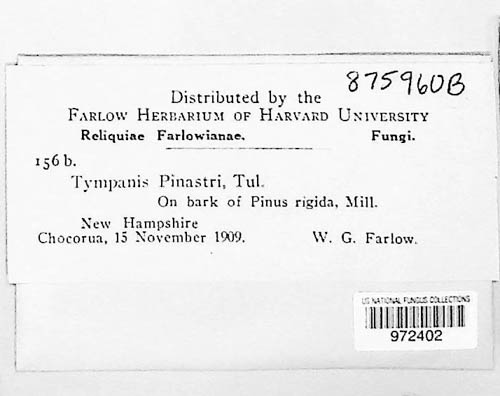 875960B
Distributed by the
FARLOW HERBARIUM OF HARVARD UNIVERSITY
Reliquiae Farlowianae. Fungi.
156 b.
Tympanis Pinastri, Tul.
On bark of Pinus rigida, Mill.
New Hampshire
Chocorua, 15 November 1909. W. G. Farlow.
US NATIONAL FUNGUS COLLECTIONS
972402